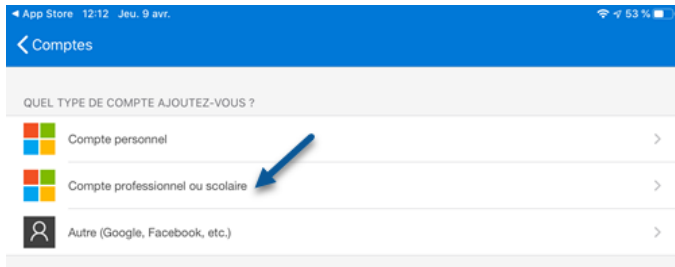 App Store 12:12 Jeu. 9 avr. 53 %
Comptes
QUEL TYPE DE COMPTE AJOUTEZ-VOUS ?
Compte personnel
Compte professionnel ou scolaire
Autre (Google, Facebook, etc.)